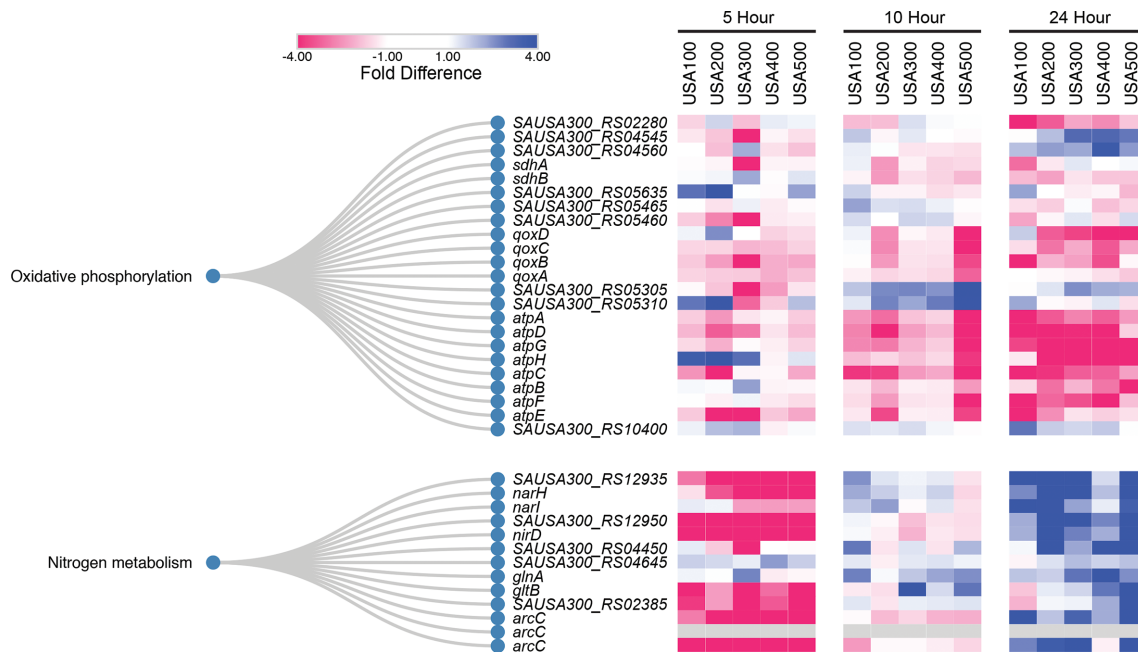 5 Hour 10 Hour 24 Hour
-4.00 -1.00 1.00 4.00
Fold Difference
USA100 USA200 USA300 USA400 USA500 USA100 USA200 USA300 USA400 USA500 USA100 USA200 USA300 USA400 USA500
SAUSA300_RS02280
SAUSA300_RS04545
SAUSA300_RS04560
sdhA
sdhB
SAUSA300_RS05635
SAUSA300_RS05465
SAUSA300_RS05460
qoxD
qoxC
qoxB
Oxidative phosphorylation
qoxA
SAUSA300_RS05305
SAUSA300_RS05310
atpA
atpD
atpG
atpH
atpC
atpB
atpF
atpE
SAUSA300_RS10400
SAUSA300_RS12935
narH
narI
SAUSA300_RS12950
nirD
SAUSA300_RS04450
Nitrogen metabolism
SAUSA300_RS04645
glnA
gltB
SAUSA300_RS02385
arcC
arcC
arcC